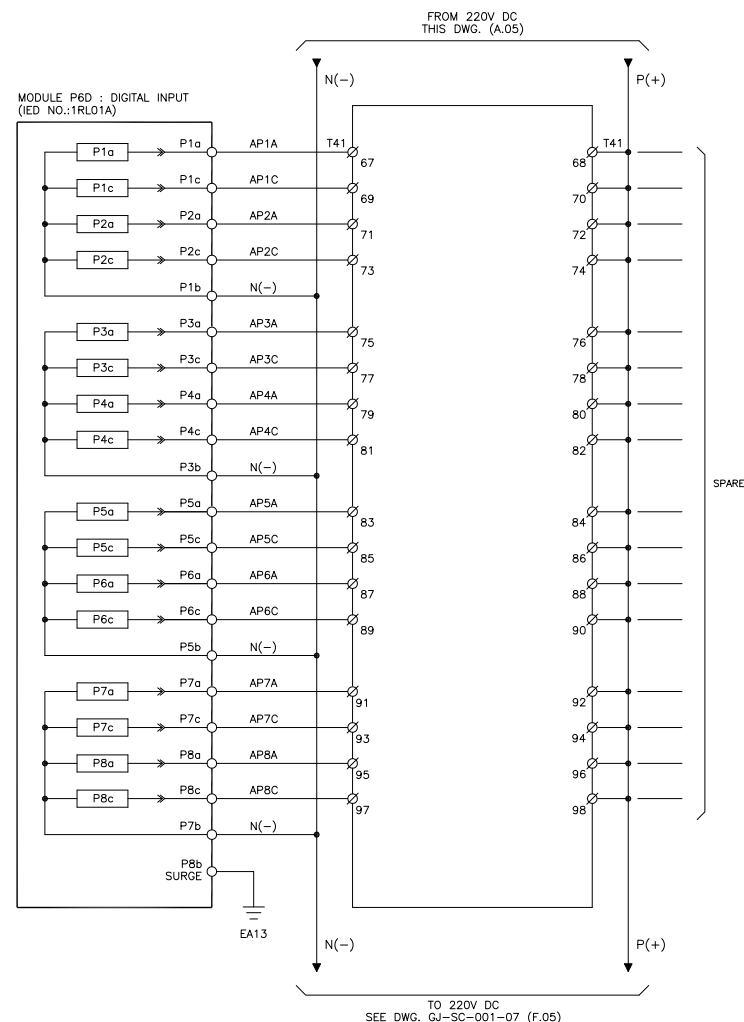 FROM 220V DC
THIS DWG. (A.05)
N(-) P(+)
MODULE P6D : DIGITAL INPUT
(IED NO.:1RL01A)
P1a P1a AP1A T41 67 68 T41
P1c P1c AP1C 69 70
P2a P2a AP2A 71 72
P2c P2c AP2C 73 74
P1b N(-)
P3a P3a AP3A 75 76
P3c P3c AP3C 77 78
P4a P4a AP4A 79 80
P4c P4c AP4C 81 82
P3b N(-)
SPARE
P5a P5a AP5A 83 84
P5c P5c AP5C 85 86
P6a P6a AP6A 87 88
P6c P6c AP6C 89 90
P5b N(-)
P7a P7a AP7A 91 92
P7c P7c AP7C 93 94
P8a P8a AP8A 95 96
P8c P8c AP8C 97 98
P7b N(-)
P8b
SURGE
EA13
N(-) P(+)
TO 220V DC
SEE DWG. GJ-SC-001-07 (F.05)